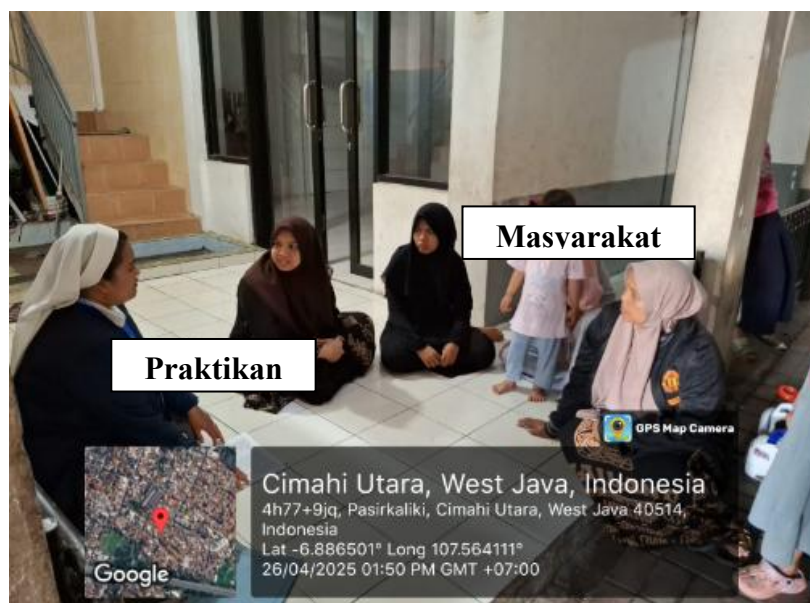 Masyarakat
Praktikan
GPS Map Camera
Cimahi Utara, West Java, Indonesia
4h77+9jq, Pasirkaliki, Cimahi Utara, West Java 40514,
Indonesia
Lat -6.886501° Long 107.564111°
26/04/2025 01:50 PM GMT +07:00
Google